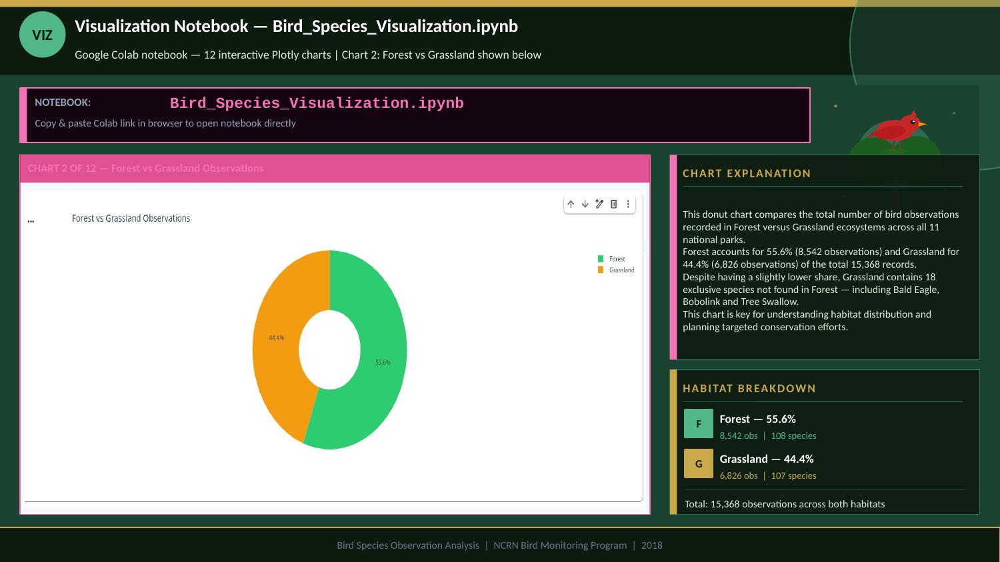 VIZ
Visualization Notebook — Bird_Species_Visualization.ipynb
Google Colab notebook — 12 interactive Plotly charts | Chart 2: Forest vs Grassland shown below
NOTEBOOK:
Bird_Species_Visualization.ipynb
Copy & paste Colab link in browser to open notebook directly
CHART 2 OF 12 — Forest vs Grassland Observations
...
Forest vs Grassland Observations
Forest
Grassland
44.4%
55.6%
CHART EXPLANATION
This donut chart compares the total number of bird observations
recorded in Forest versus Grassland ecosystems across all 11
national parks.
Forest accounts for 55.6% (8,542 observations) and Grassland for
44.4% (6,826 observations) of the total 15,368 records.
Despite having a slightly lower share, Grassland contains 18
exclusive species not found in Forest — including Bald Eagle,
Bobolink and Tree Swallow.
This chart is key for understanding habitat distribution and
planning targeted conservation efforts.
HABITAT BREAKDOWN
F
Forest — 55.6%
8,542 obs | 108 species
G
Grassland — 44.4%
6,826 obs | 107 species
Total: 15,368 observations across both habitats
Bird Species Observation Analysis | NCRN Bird Monitoring Program | 2018